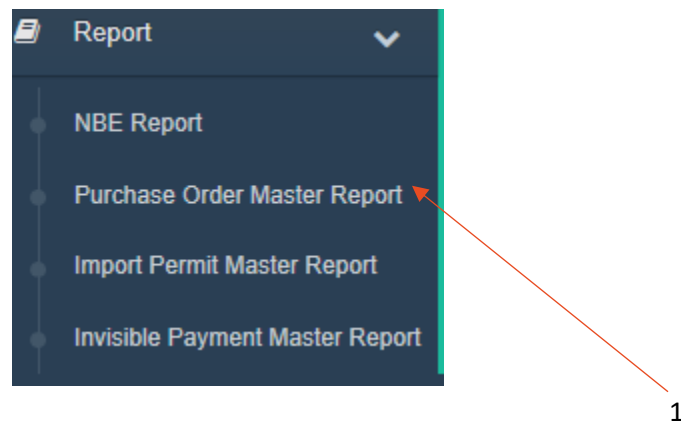 Report
NBE Report
Purchase Order Master Report
Import Permit Master Report
Invisible Payment Master Report
1